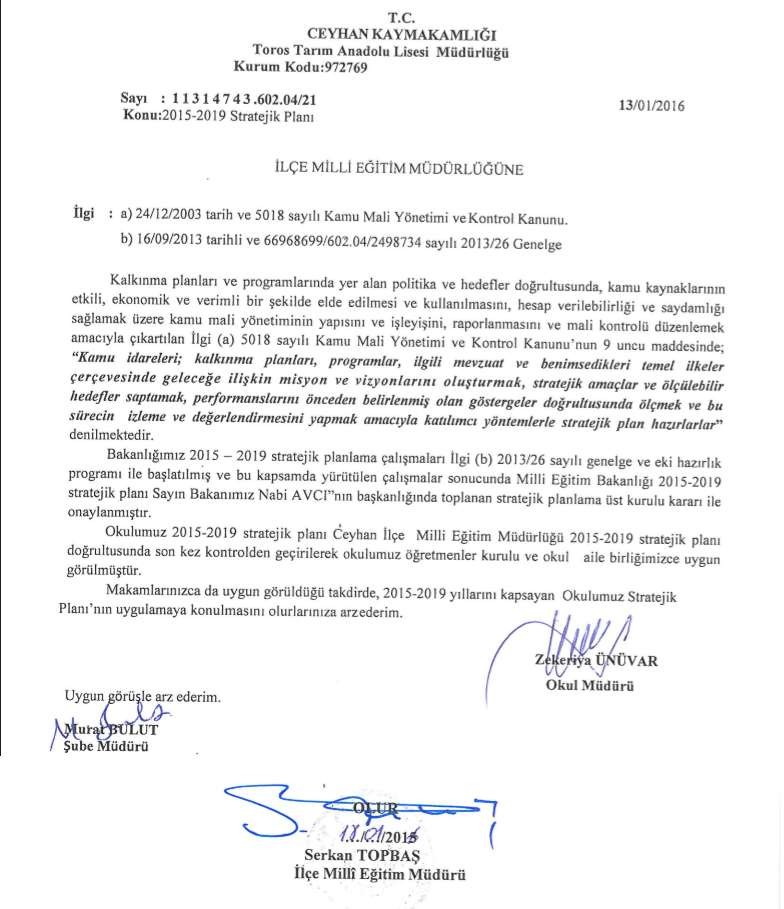 T.C.
CEYHAN KAYMAKAMLIĞI
Toros Tarım Anadolu Lisesi Müdürlüğü
Kurum Kodu:972769
Sayı : 11314743.602.04/21
13/01/2016
Konu:2015-2019 Stratejik Planı
İLÇE MİLLİ EĞİTİM MÜDÜRLÜĞÜNE
İlgi : a) 24/12/2003 tarih ve 5018 sayılı Kamu Mali Yönetimi ve Kontrol Kanunu.
b) 16/09/2013 tarihli ve 66968699/602.04/2498734 sayılı 2013/26 Genelge
Kalkınma planları ve programlarında yer alan politika ve hedefler doğrultusunda, kamu kaynaklarının
etkili, ekonomik ve verimli bir şekilde elde edilmesi ve kullanılmasını, hesap verilebilirliği ve saydamlığı
sağlamak üzere kamu mali yönetiminin yapısını ve işleyişini, raporlanmasını ve mali kontrolü düzenlemek
amacıyla çıkartılan İlgi (a) 5018 sayılı Kamu Mali Yönetimi ve Kontrol Kanunu'nun 9 uncu maddesinde;
"Kamu idareleri; kalkınma planları, programlar, ilgili mevzuat ve benimsedikleri temel ilkeler
çerçevesinde geleceğe ilişkin misyon ve vizyonlarını oluşturmak, stratejik amaçlar ve ölçülebilir
hedefler saptamak, performanslarını önceden belirlenmiş olan göstergeler doğrultusunda ölçmek ve bu
sürecin izleme ve değerlendirmesini yapmak amacıyla katılımcı yöntemlerle stratejik plan hazırlarlar"
denilmektedir.
Bakanlığımız 2015 – 2019 stratejik planlama çalışmaları İlgi (b) 2013/26 sayılı genelge ve eki hazırlık
programı ile başlatılmış ve bu kapsamda yürütülen çalışmalar sonucunda Milli Eğitim Bakanlığı 2015-2019
stratejik planı Sayın Bakanımız Nabi AVCI"nın başkanlığında toplanan stratejik planlama üst kurulu kararı ile
onaylanmıştır.
Okulumuz 2015-2019 stratejik planı Ceyhan İlçe Milli Eğitim Müdürlüğü 2015-2019 stratejik planı
doğrultusunda son kez kontrolden geçirilerek okulumuz öğretmenler kurulu ve okul aile birliğimizce uygun
görülmüştür.
Makamlarınızca da uygun görüldüğü takdirde, 2015-2019 yıllarını kapsayan Okulumuz Stratejik
Planı'nın uygulamaya konulmasını olurlarınıza arzederim.
Zekeriya ÜNÜVAR
Okul Müdürü
Uygun görüşle arz ederim.
Murat BULUT
Şube Müdürü
OLUR
Serkan TOPBAŞ
İlçe Millî Eğitim Müdürü